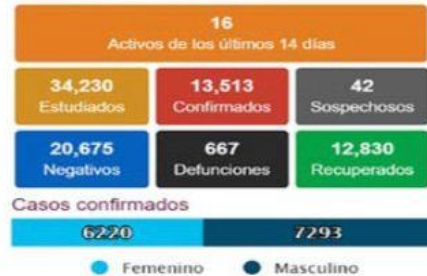 16
Activos de los últimos 14 días
34,230 13,513 42
Estudiados Confirmados Sospechosos
20,675 667 12,830
Negativos Defunciones Recuperados
Casos confirmados
6220 7293
Femenino Masculino